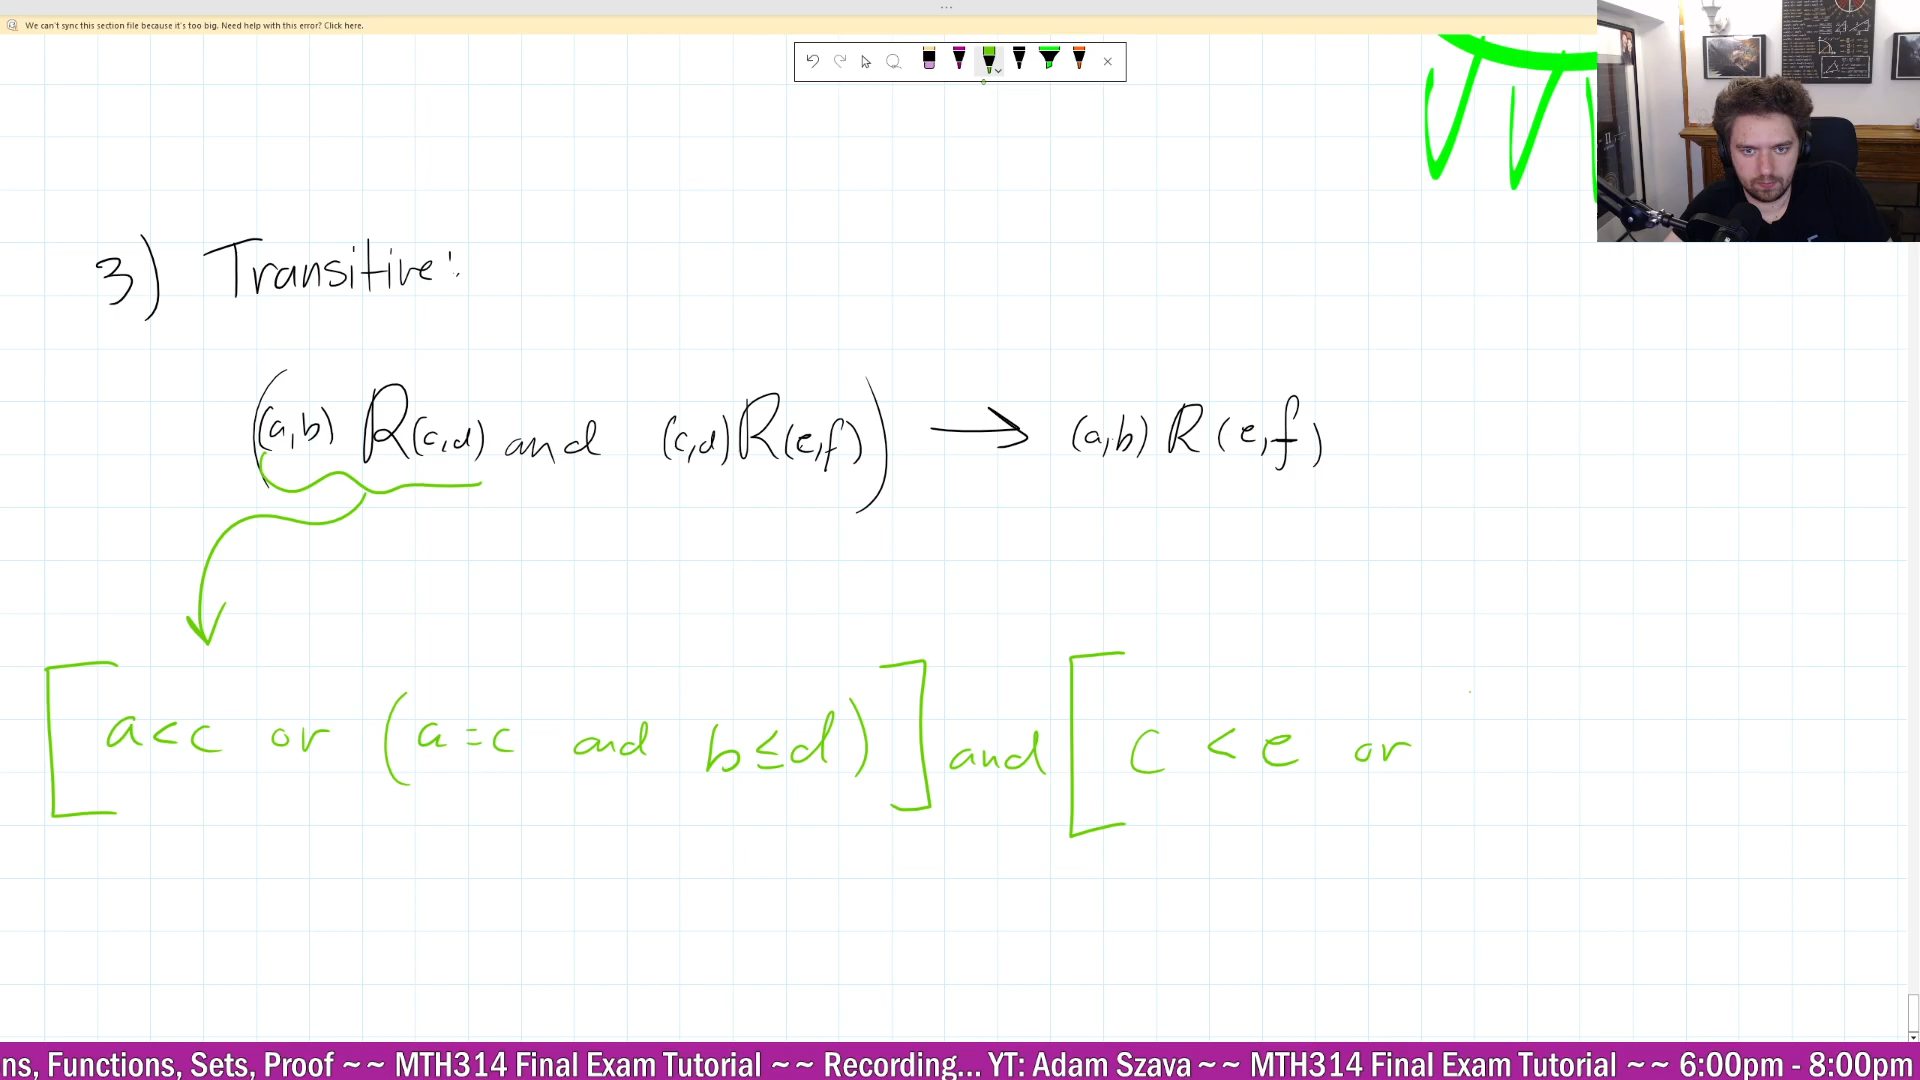 We can't sync this section file because it's too big. Need help with this error? Click here.
3) Transitive:
((a,b) R (c,d) and (c,d) R (e,f)) → (a,b) R (e,f)
[a<c or (a=c and b≤d)] and [c < e or
ns, Functions, Sets, Proof ~~ MTH314 Final Exam Tutorial ~~ Recording... YT: Adam Szava ~~ MTH314 Final Exam Tutorial ~~ 6:00pm - 8:00pm